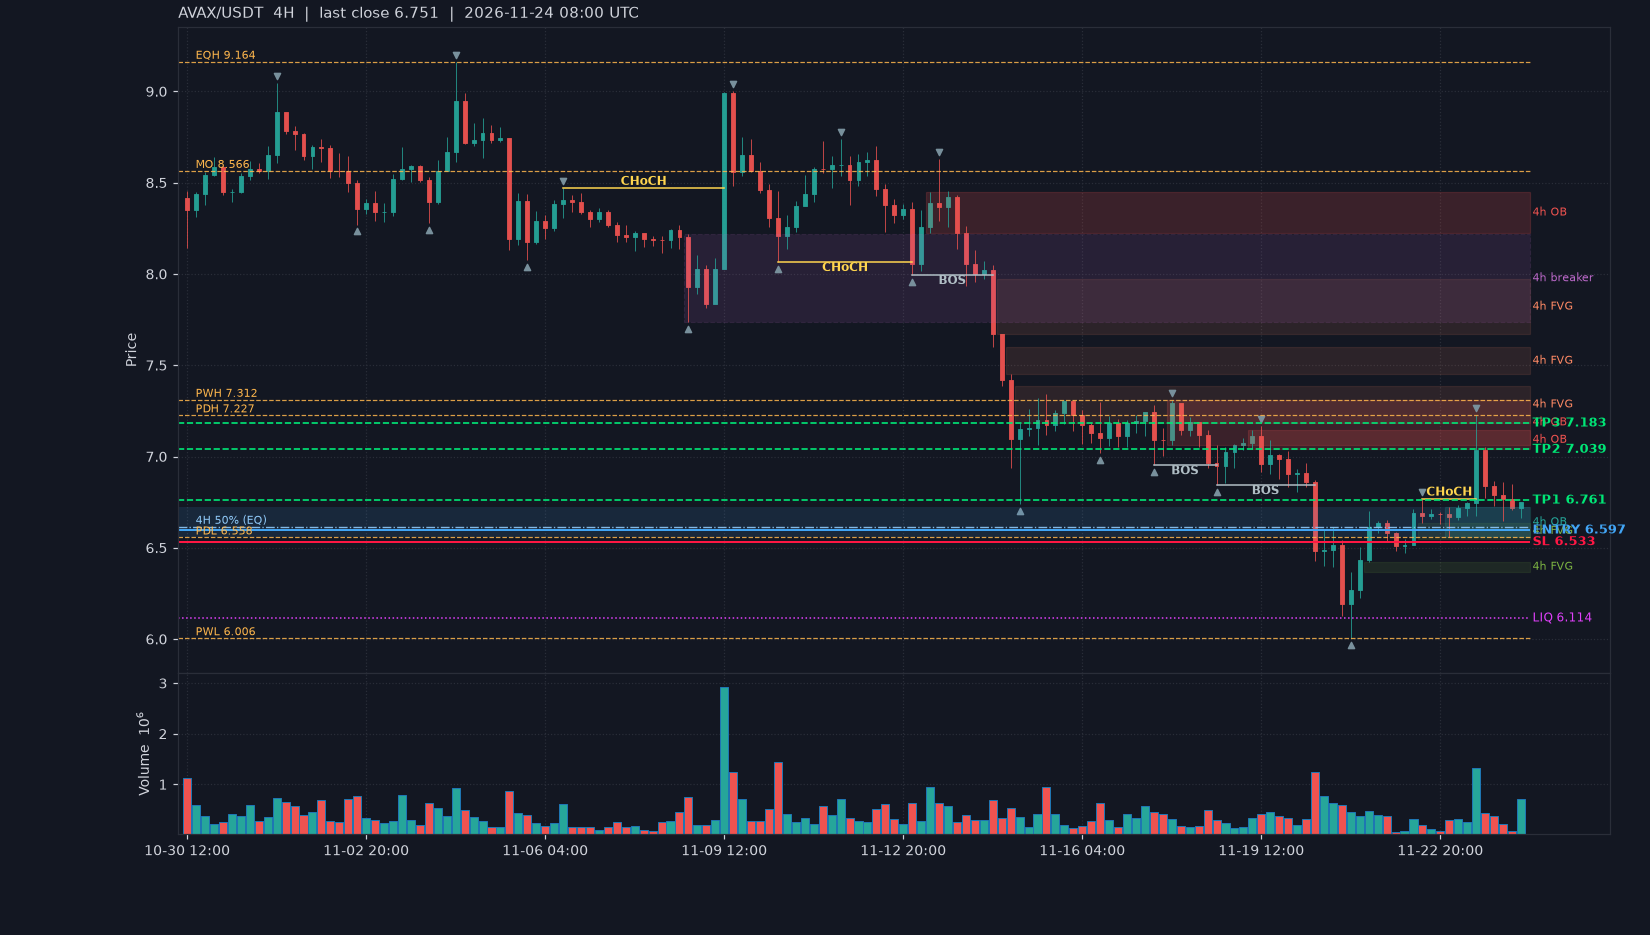 AVAX/USDT 4H | last close 6.751 | 2026-11-24 08:00 UTC
EQH 9.164
9.0
MO 8.566
8.5
CHoCH
4h OB
8.0
CHoCH
BOS
4h breaker
4h FVG
Price
7.5
4h FVG
PWH 7.312
4h FVG
PDH 7.227
TP3 7.183
4h OB
7.0
TP2 7.039
BOS
BOS
CHoCH
TP1 6.761
4H 50% (EQ)
4h OB
PDL 6.558
ENTRY 6.597
SL 6.533
6.5
4h FVG
LIQ 6.114
PWL 6.006
6.0
3
2
1
Volume 10⁶
10-30 12:00
11-02 20:00
11-06 04:00
11-09 12:00
11-12 20:00
11-16 04:00
11-19 12:00
11-22 20:00